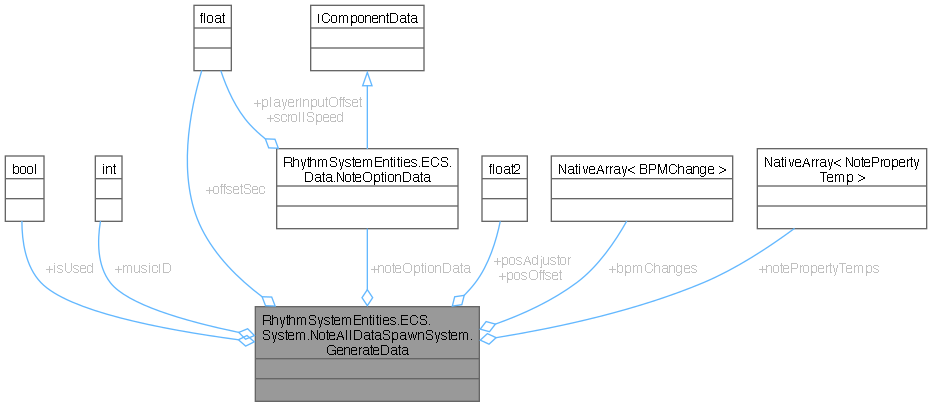 float
IComponentData
+playerInputOffset
+scrollSpeed
bool
int
RhythmSystemEntities.ECS.
Data.NoteOptionData
float2
NativeArray< BPMChange >
NativeArray< NoteProperty
Temp >
+offsetSec
+isUsed
+musicID
+noteOptionData
+posAdjustor
+posOffset
+bpmChanges
+notePropertyTemps
RhythmSystemEntities.ECS.
System.NoteAllDataSpawnSystem.
GenerateData